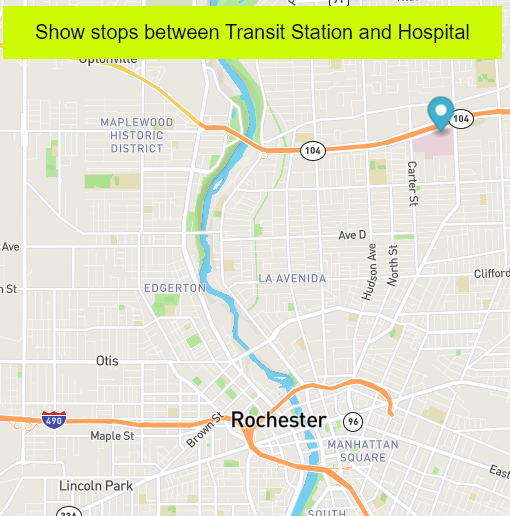 Show stops between Transit Station and Hospital
MAPLEWOOD
HISTORIC
DISTRICT
104
104
Carter St
Ave D
Ave
Hudson Ave
North St
LA AVENIDA
Clifford
EDGERTON
Otis
490
Rochester
96
Maple St
Brown St
MANHATTAN
SQUARE
East
Lincoln Park
SOUTH